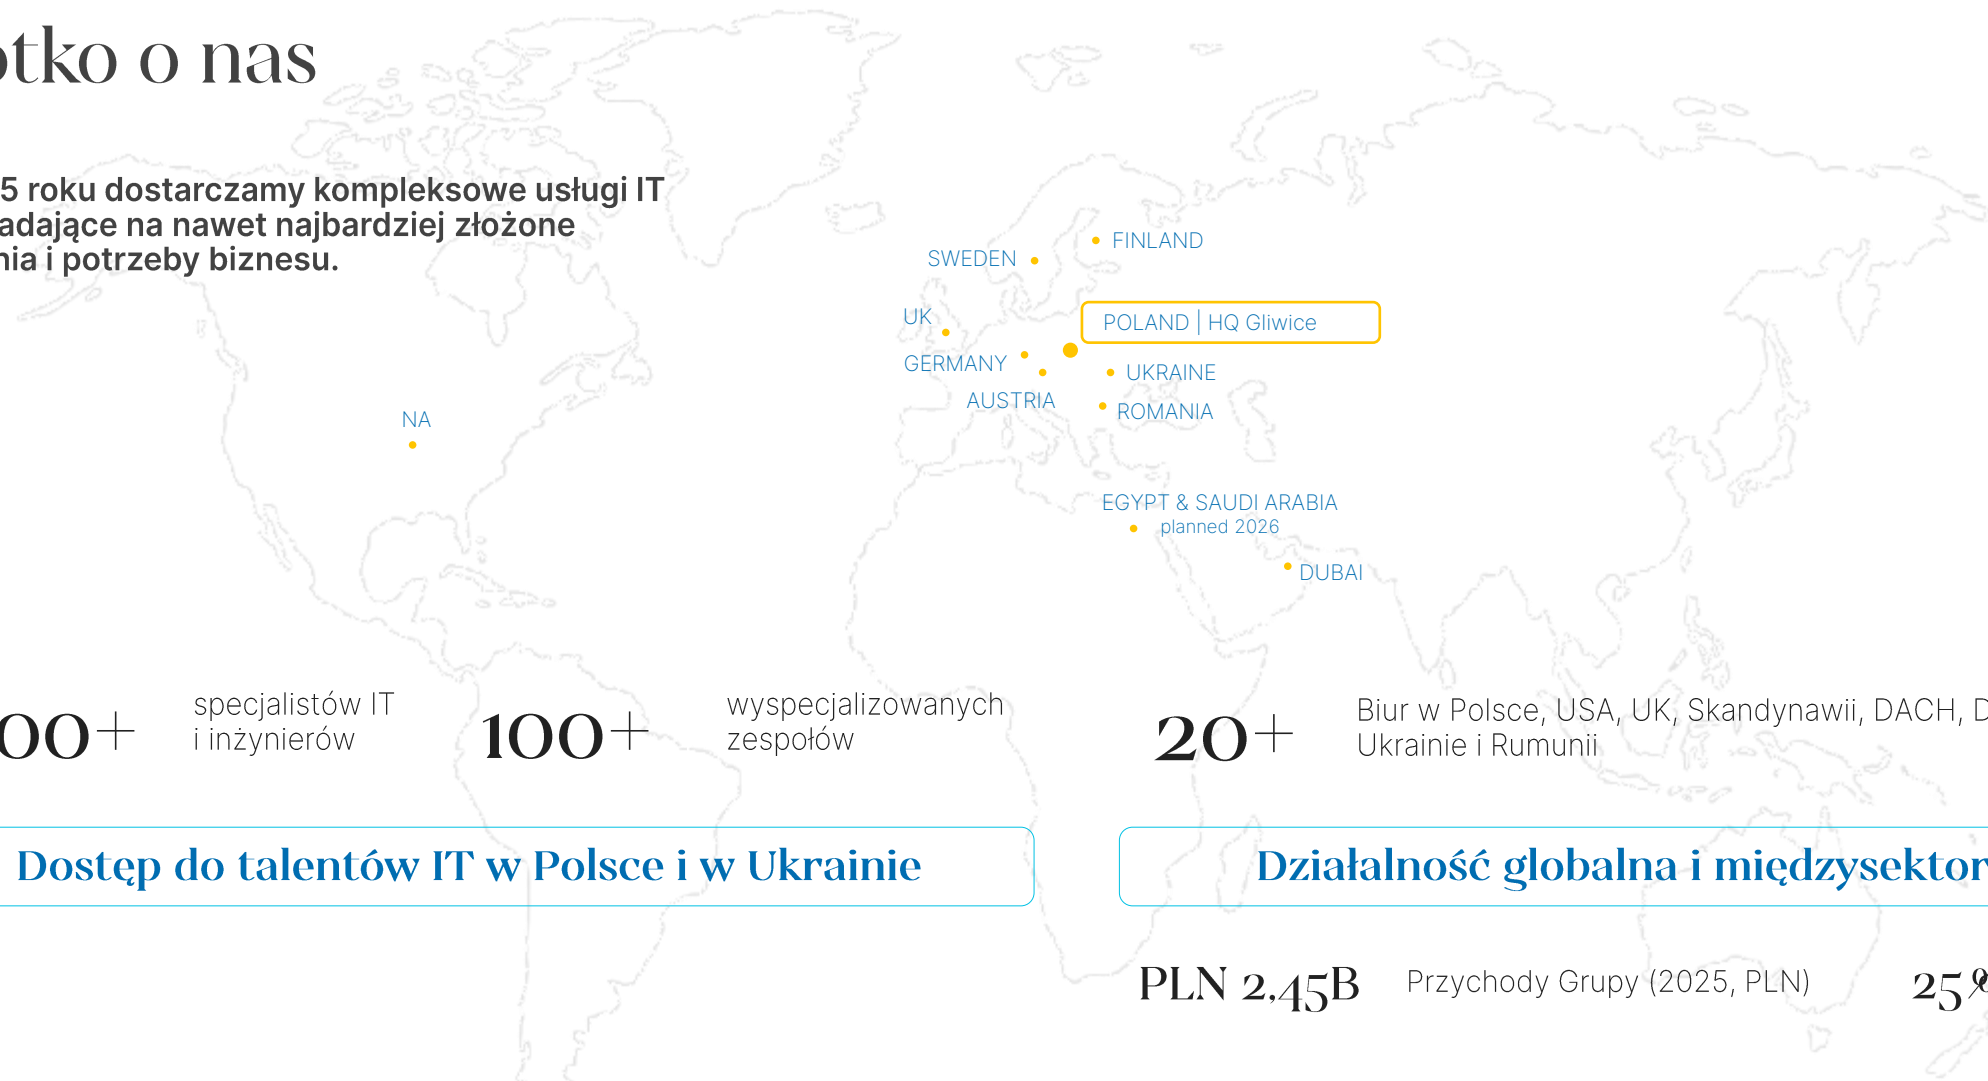 otko o nas
5 roku dostarczamy kompleksowe usługi IT
adające na nawet najbardziej złożone
nia i potrzeby biznesu.
FINLAND
SWEDEN
UK
POLAND | HQ Gliwice
GERMANY
UKRAINE
AUSTRIA
ROMANIA
NA
EGYPT & SAUDI ARABIA
planned 2026
DUBAI
00+
specjalistów IT
i inżynierów
100+
wyspecjalizowanych
zespołów
20+
Biur w Polsce, USA, UK, Skandynawii, DACH, D
Ukrainie i Rumunii
Dostęp do talentów IT w Polsce i w Ukrainie
Działalność globalna i międzysektor
PLN 2,45B
Przychody Grupy (2025, PLN)
25%